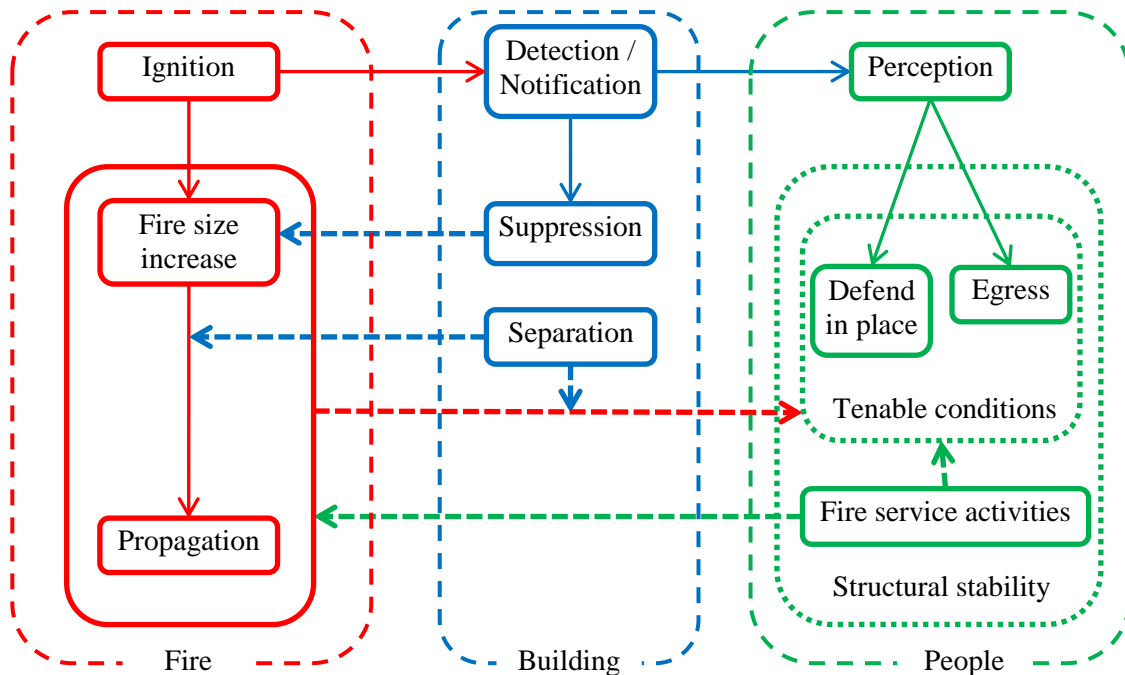 Ignition
Detection /
Notification
Perception
Fire size
increase
Suppression
Defend
in place
Egress
Separation
Tenable conditions
Propagation
Fire service activities
Structural stability
Fire
Building
People